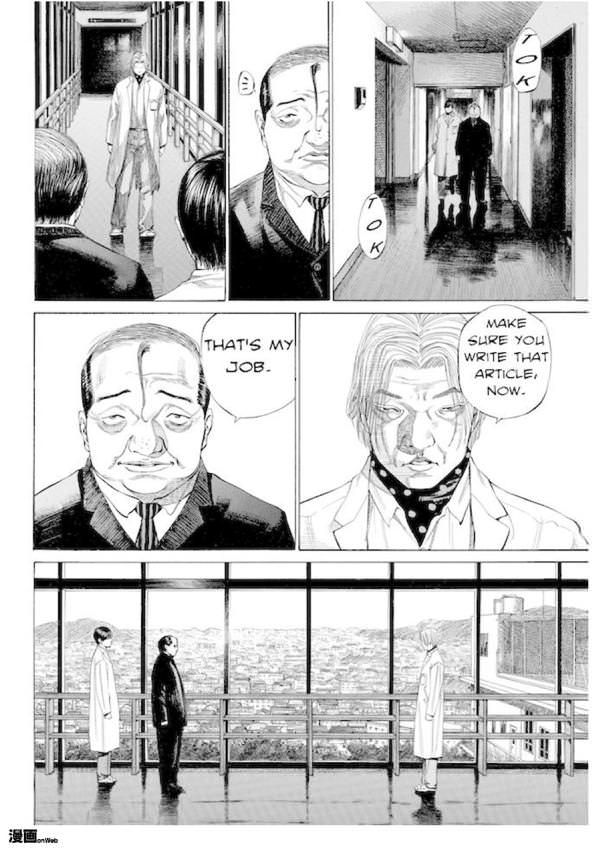 TOK
TOK
MAKE
SURE YOU
WRITE THAT
ARTICLE,
NOW.
THAT'S MY
JOB.
漫画onWeb